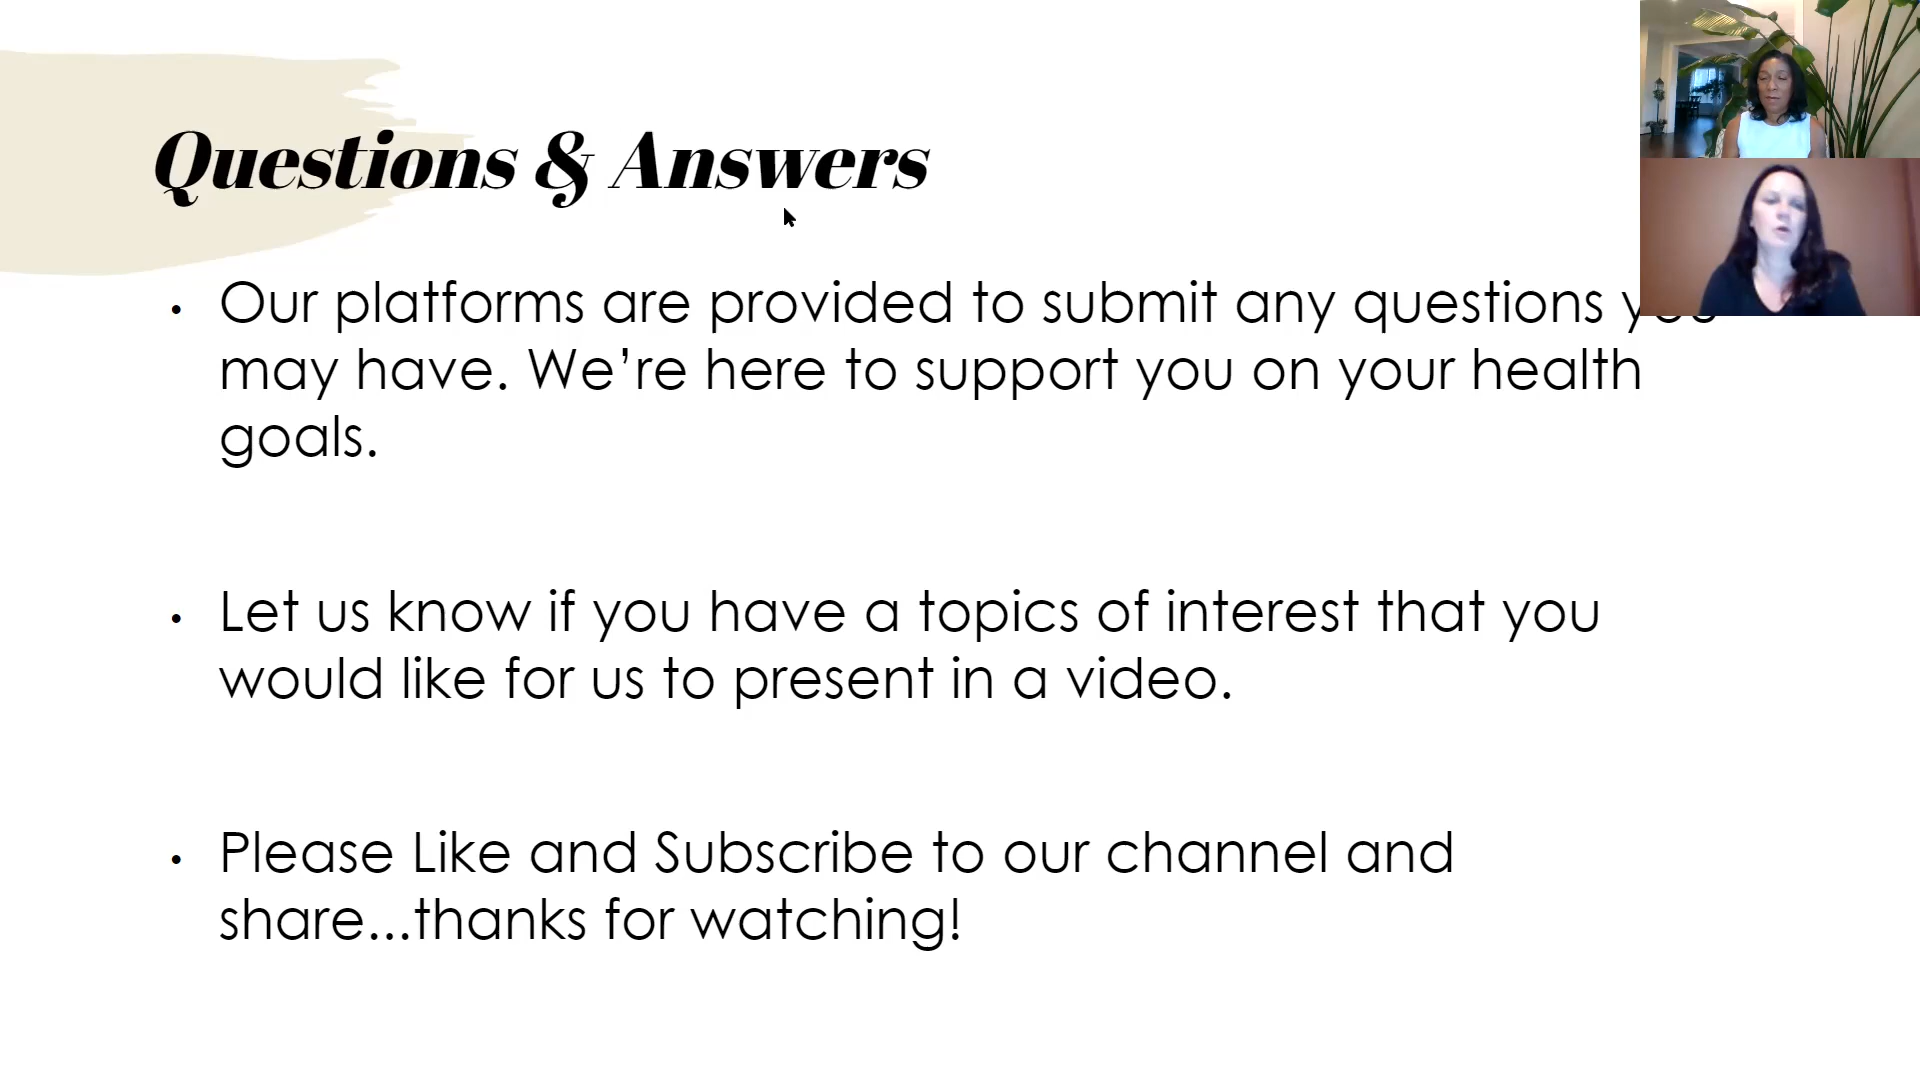 Questions & Answers
• Our platforms are provided to submit any questions you
may have. We’re here to support you on your health
goals.
• Let us know if you have a topics of interest that you
would like for us to present in a video.
• Please Like and Subscribe to our channel and
share...thanks for watching!